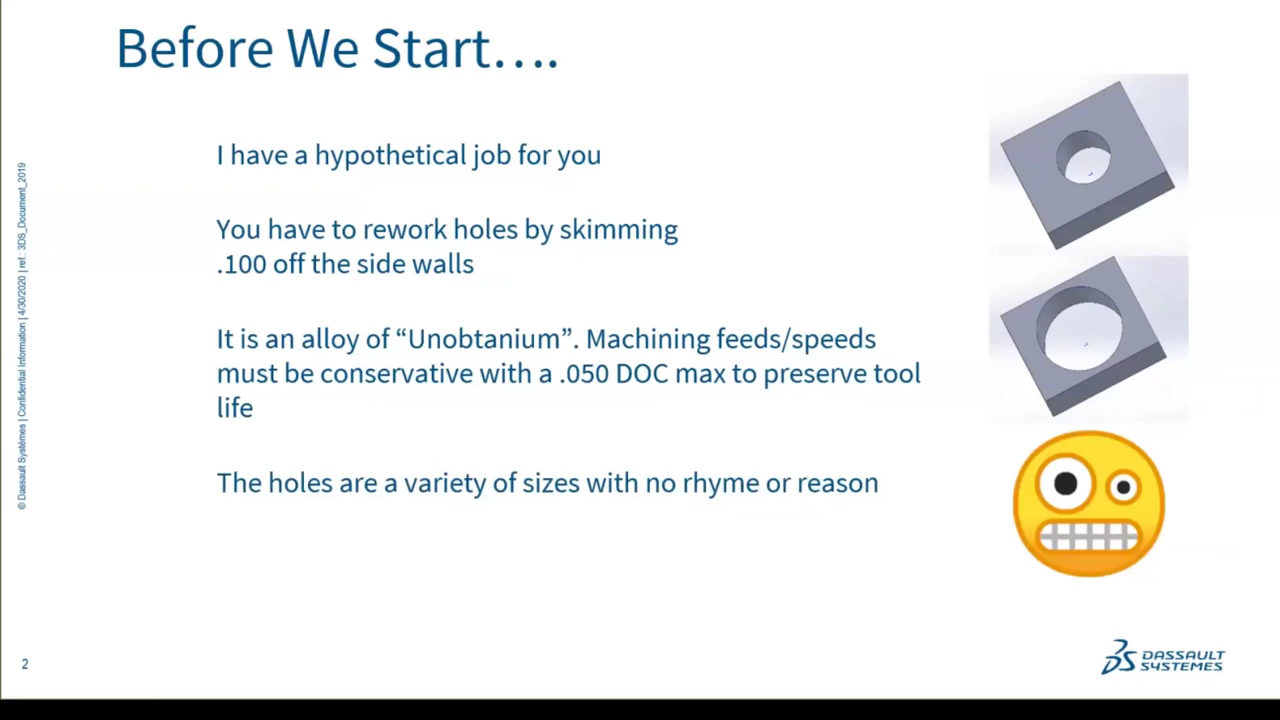 Before We Start....
I have a hypothetical job for you
You have to rework holes by skimming
.100 off the side walls
It is an alloy of “Unobtanium”. Machining feeds/speeds
must be conservative with a .050 DOC max to preserve tool
life
The holes are a variety of sizes with no rhyme or reason
© Dassault Systèmes | Confidential Information | 4/30/2020 | ref.: 3DS_Document_2019
2
DASSAULT
SYSTEMES